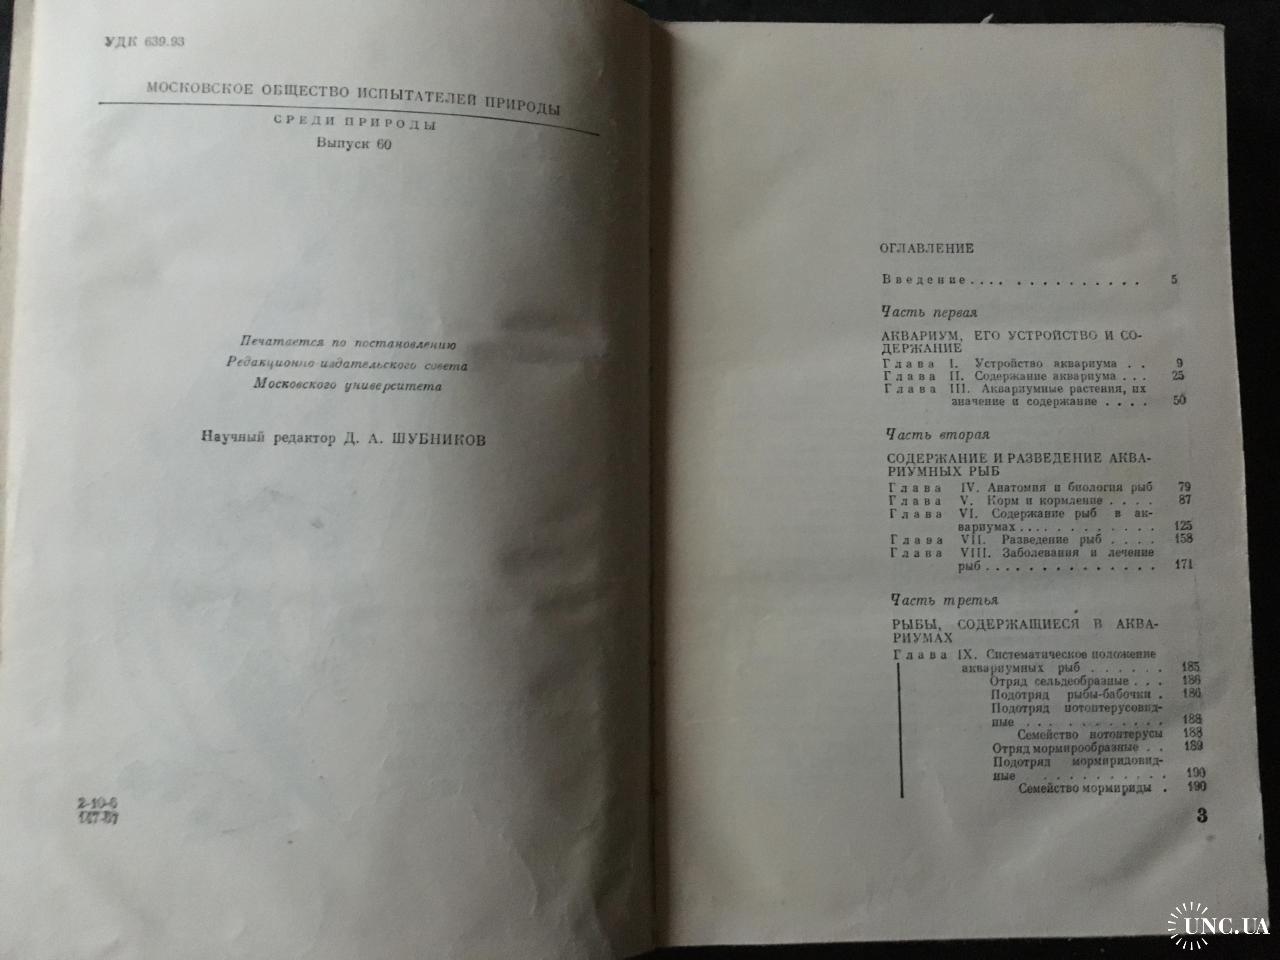 УДК 639.93
МОСКОВСКОЕ ОБЩЕСТВО ИСПЫТАТЕЛЕЙ ПРИРОДЫ
СРЕДИ ПРИРОДЫ
Выпуск 60
Печатается по постановлению
Редакционно-издательского совета
Московского университета
Научный редактор Д. А. ШУБНИКОВ
2-10-6
147-67
ОГЛАВЛЕНИЕ
Введение . . . . . . . . . . . . . . . 5
Часть первая
АКВАРИУМ, ЕГО УСТРОЙСТВО И СО-
ДЕРЖАНИЕ
Глава I. Устройство аквариума . . 9
Глава II. Содержание аквариума . . . 25
Глава III. Аквариумные растения, их
значение и содержание . . . . 50
Часть вторая
СОДЕРЖАНИЕ И РАЗВЕДЕНИЕ АКВА-
РИУМНЫХ РЫБ
Глава IV. Анатомия и биология рыб 79
Глава V. Корм и кормление . . . . 87
Глава VI. Содержание рыб в ак-
вариумах . . . . . . . . . . . . 125
Глава VII. Разведение рыб . . . . 158
Глава VIII. Заболевания и лечение
рыб . . . . . . . . . . . . . . . 171
Часть третья
РЫБЫ, СОДЕРЖАЩИЕСЯ В АКВА-
РИУМАХ
Глава IX. Систематическое положение
аквариумных рыб . . . . . . 185
Отряд сельдеобразные . . . 186
Подотряд рыбы-бабочки . 186
Подотряд нотоптерусовид-
ные . . . . . . . . . . . 188
Семейство нотоптерусы 188
Отряд мормирообразные . . 189
Подотряд мормиридовид-
ные . . . . . . . . . . 190
Семейство мормириды . 190
3
UNC.UA